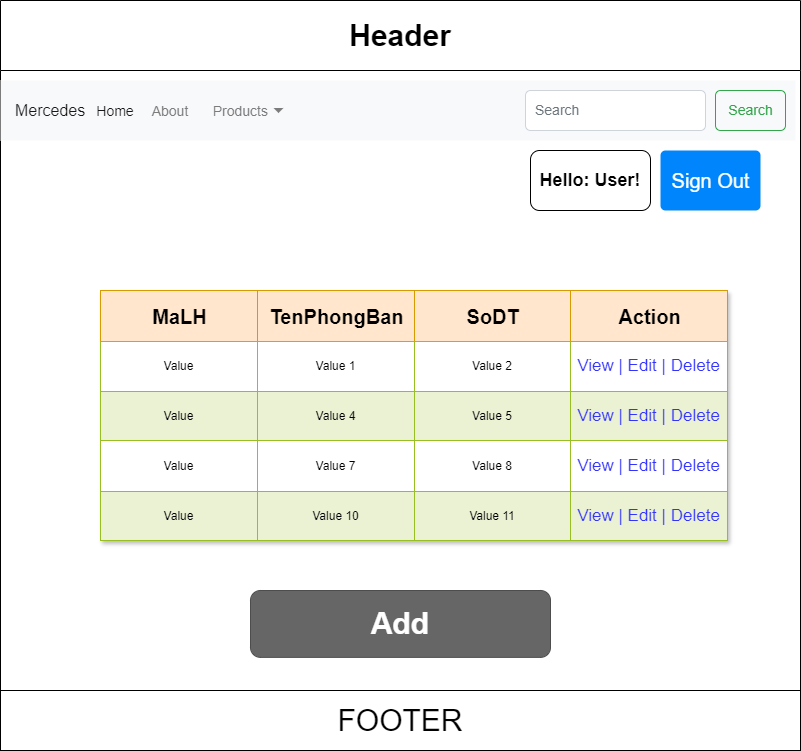 Header
Mercedes Home About Products Search Search
Hello: User! Sign Out
MaLH TenPhongBan SoDT Action
Value Value 1 Value 2 View | Edit | Delete
Value Value 4 Value 5 View | Edit | Delete
Value Value 7 Value 8 View | Edit | Delete
Value Value 10 Value 11 View | Edit | Delete
Add
FOOTER